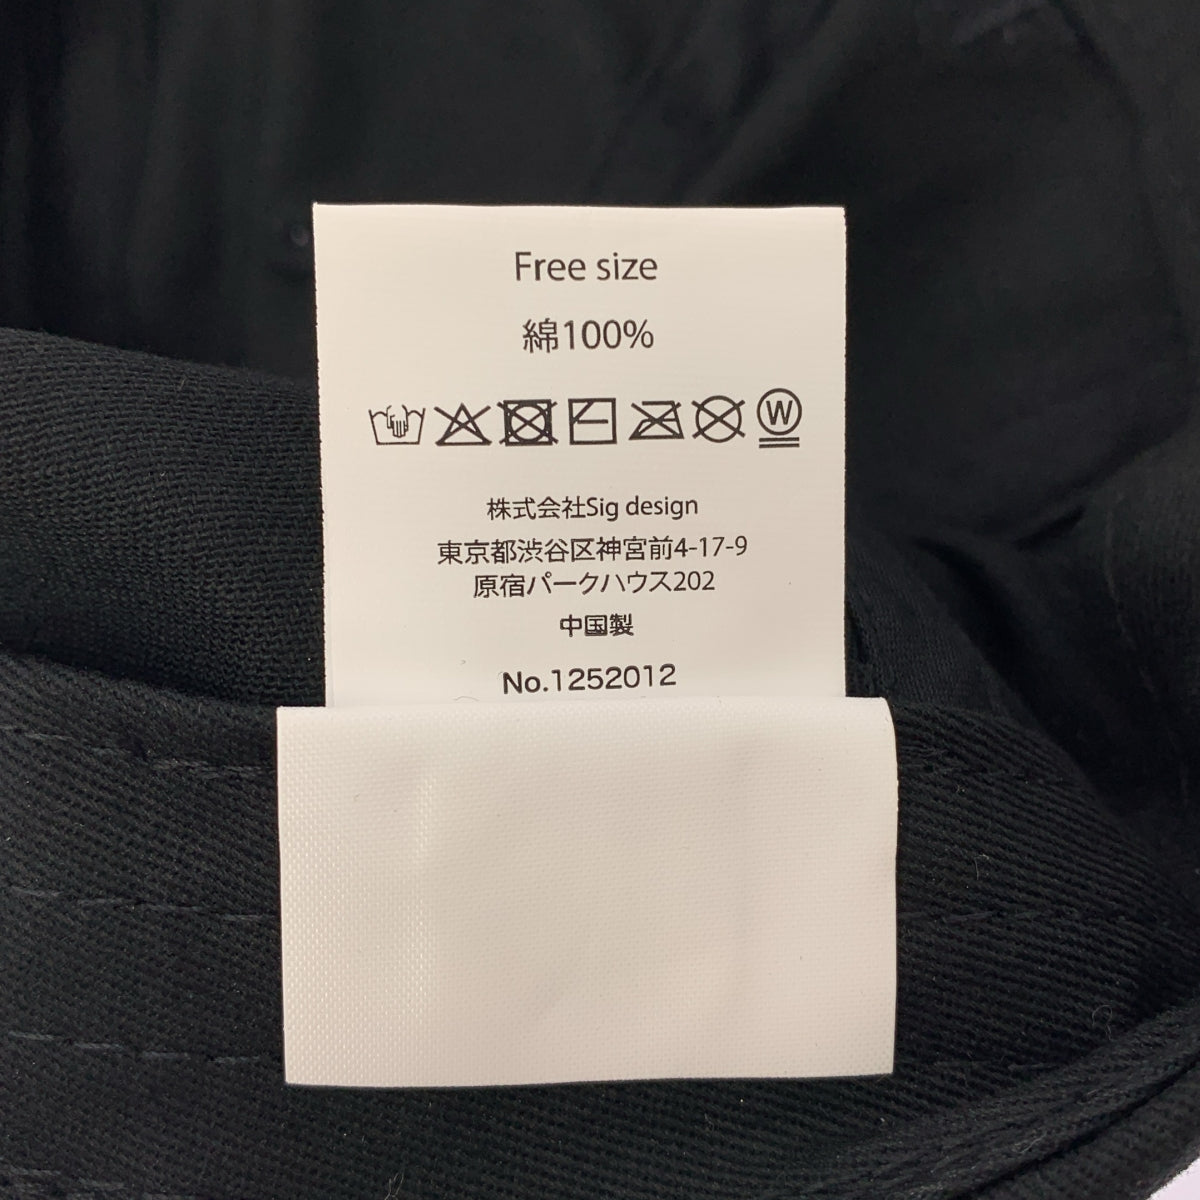 Free size
綿100%
W
株式会社Sig design
東京都渋谷区神宮前4-17-9
原宿パークハウス202
中国製
No.1252012